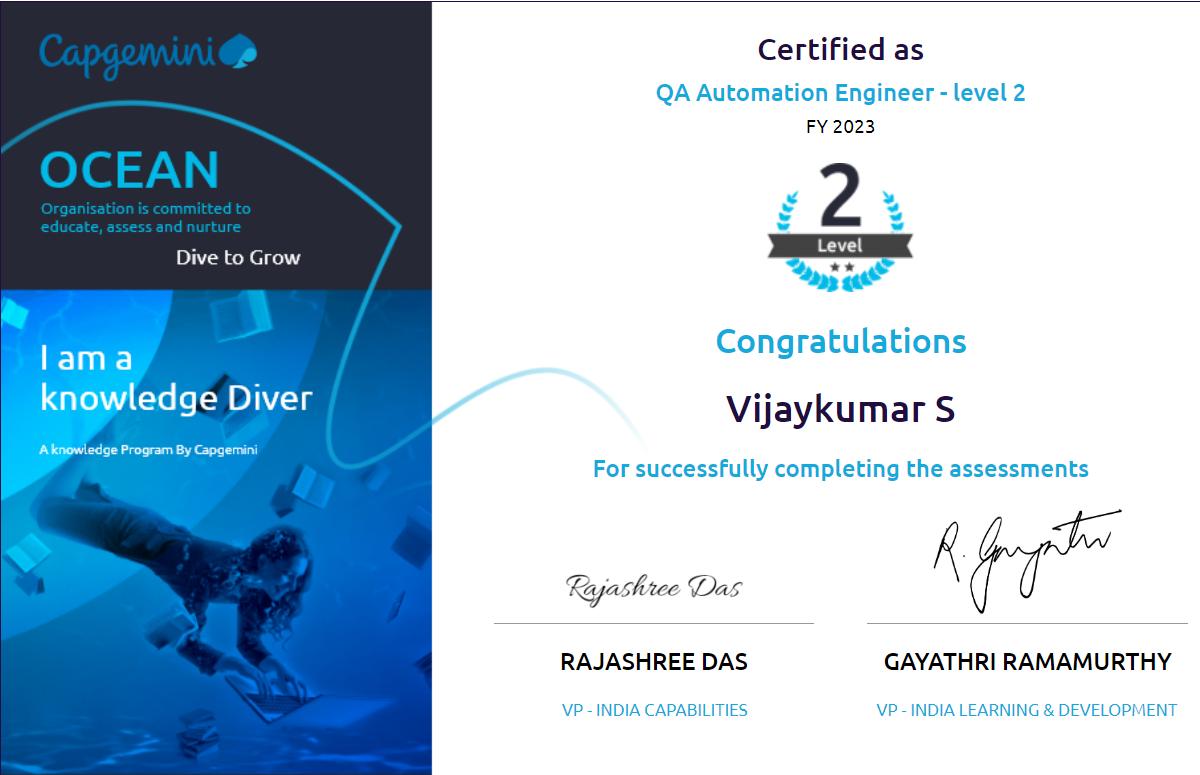 Capgemini
OCEAN
Organisation is committed to
educate, assess and nurture
Dive to Grow
I am a
knowledge Diver
A knowledge Program By Capgemini
Certified as
QA Automation Engineer - level 2
FY 2023
2
Level
Congratulations
Vijaykumar S
For successfully completing the assessments
Rajashree Das
R. Gayathri
RAJASHREE DAS
GAYATHRI RAMAMURTHY
VP - INDIA CAPABILITIES
VP - INDIA LEARNING & DEVELOPMENT